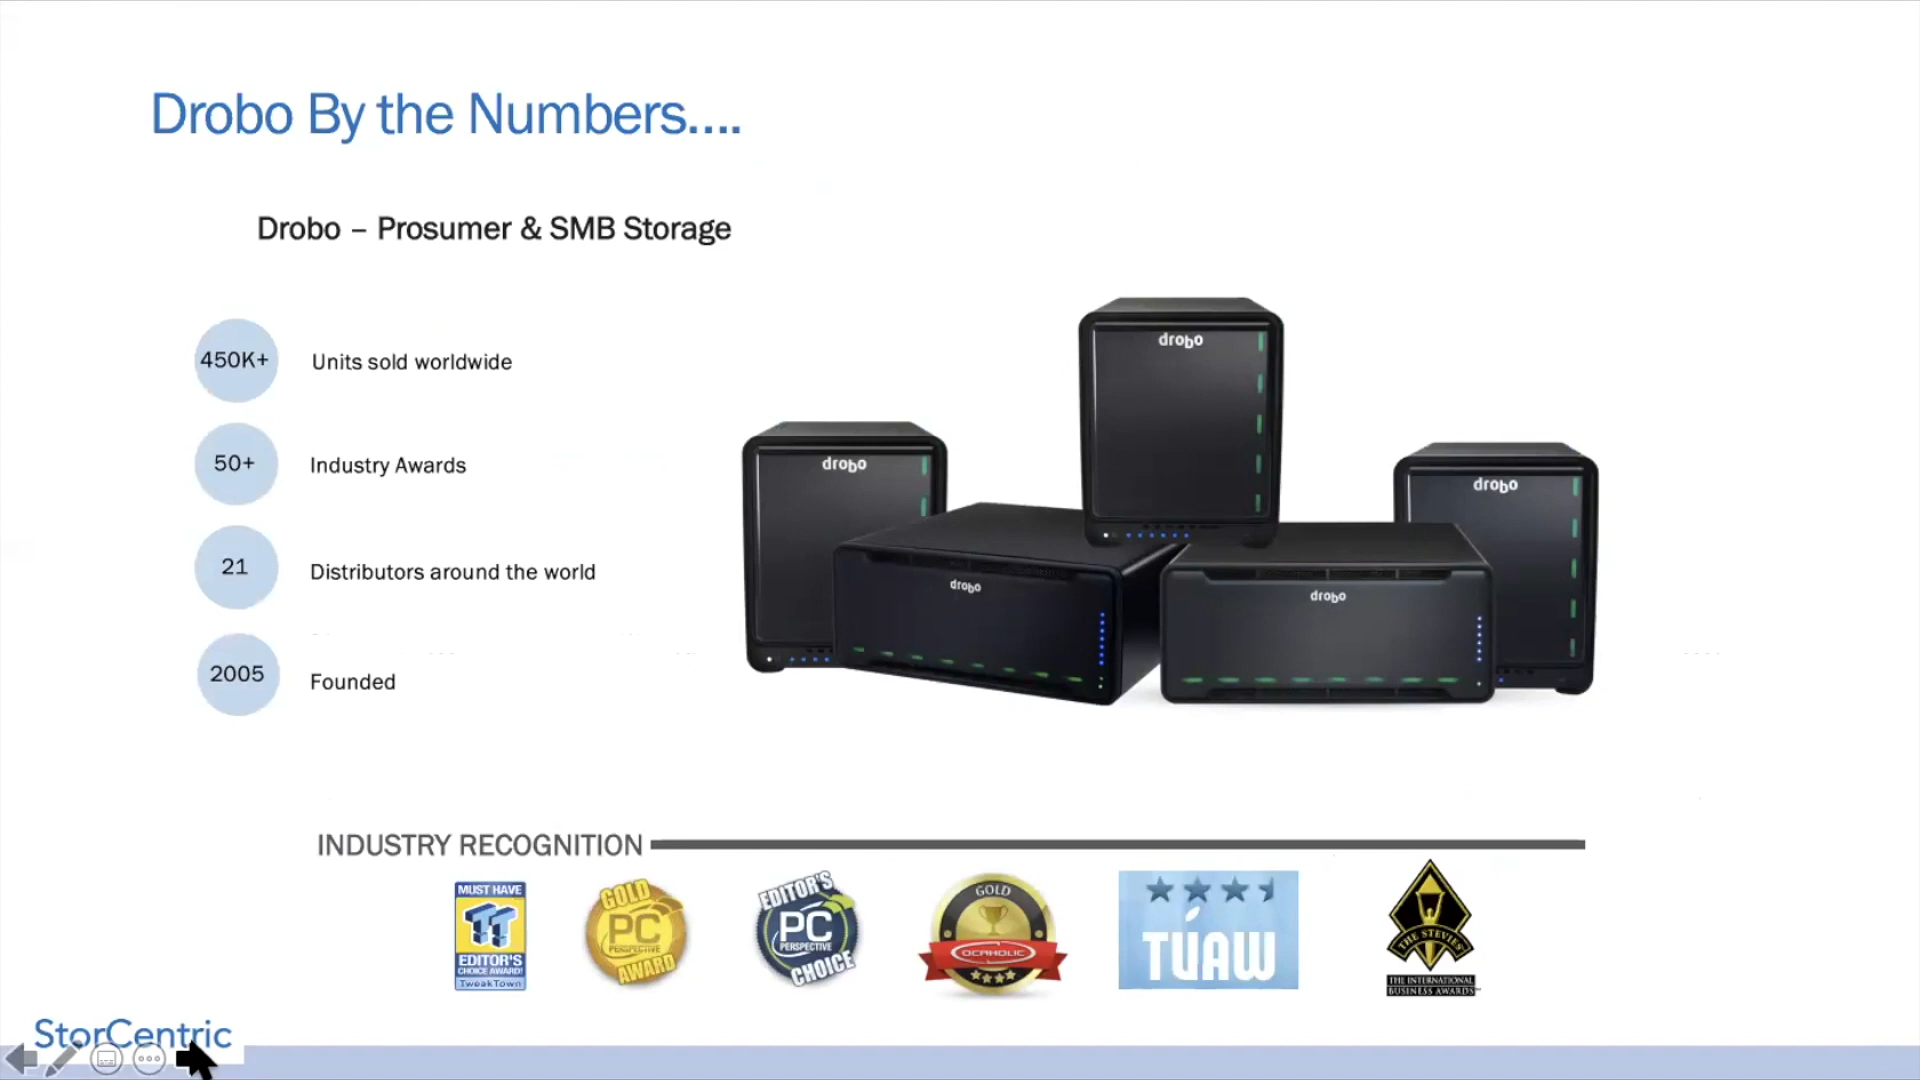 Drobo By the Numbers....
Drobo – Prosumer & SMB Storage
450K+
Units sold worldwide
50+
Industry Awards
21
Distributors around the world
2005
Founded
drobo
drobo
drobo
drobo
drobo
INDUSTRY RECOGNITION
MUST HAVE
TT
EDITOR'S
CHOICE AWARD!
TweakTown
GOLD
PC
PERSPECTIVE
AWARD
EDITOR'S
PC
PERSPECTIVE
CHOICE
GOLD
OCAHOLIC
TUAW
THE STEVIES
THE INTERNATIONAL
BUSINESS AWARDS
StorCentric